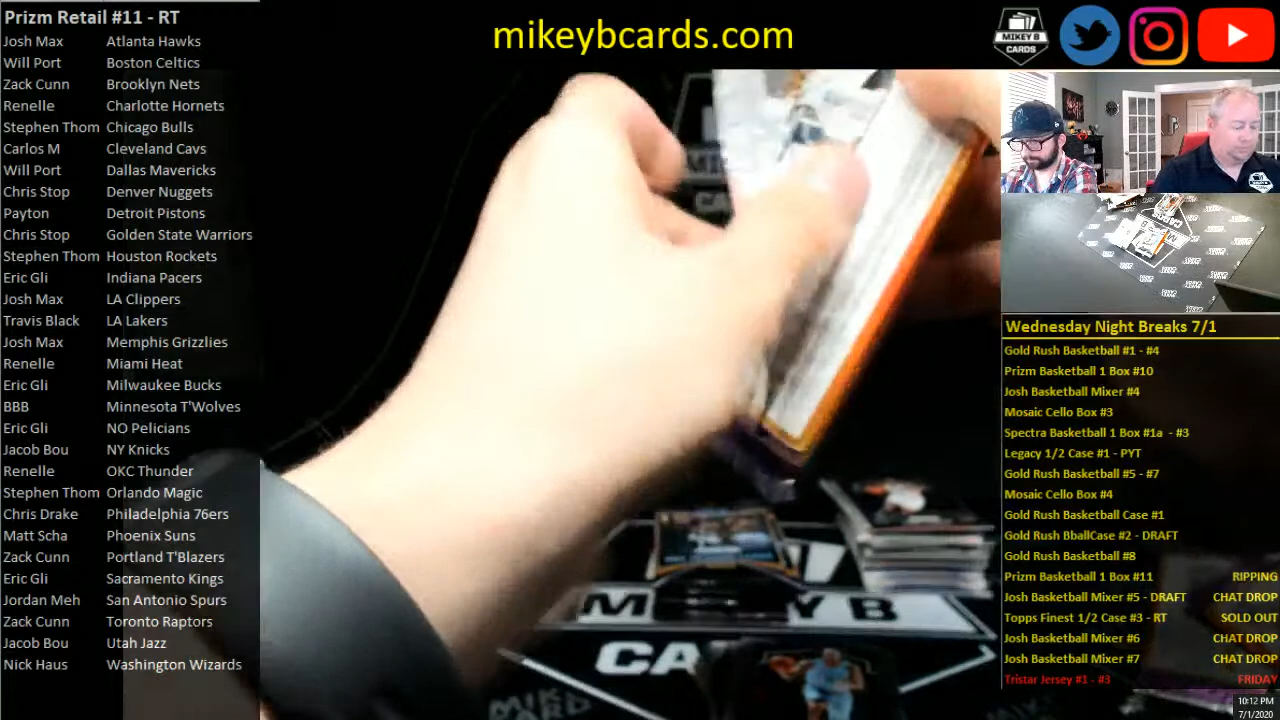 Prizm Retail #11 - RT
Josh Max Atlanta Hawks
Will Port Boston Celtics
Zack Cunn Brooklyn Nets
Renelle Charlotte Hornets
Stephen Thom Chicago Bulls
Carlos M Cleveland Cavs
Will Port Dallas Mavericks
Chris Stop Denver Nuggets
Payton Detroit Pistons
Chris Stop Golden State Warriors
Stephen Thom Houston Rockets
Eric Gli Indiana Pacers
Josh Max LA Clippers
Travis Black LA Lakers
Josh Max Memphis Grizzlies
Renelle Miami Heat
Eric Gli Milwaukee Bucks
BBB Minnesota T'Wolves
Eric Gli NO Pelicians
Jacob Bou NY Knicks
Renelle OKC Thunder
Stephen Thom Orlando Magic
Chris Drake Philadelphia 76ers
Matt Scha Phoenix Suns
Zack Cunn Portland T'Blazers
Eric Gli Sacramento Kings
Jordan Meh San Antonio Spurs
Zack Cunn Toronto Raptors
Jacob Bou Utah Jazz
Nick Haus Washington Wizards
mikeybcards.com
MIKEY B
CARDS
Wednesday Night Breaks 7/1
Gold Rush Basketball #1 - #4
Prizm Basketball 1 Box #10
Josh Basketball Mixer #4
Mosaic Cello Box #3
Spectra Basketball 1 Box #1a - #3
Legacy 1/2 Case #1 - PYT
Gold Rush Basketball #5 - #7
Mosaic Cello Box #4
Gold Rush Basketball Case #1
Gold Rush BballCase #2 - DRAFT
Gold Rush Basketball #8
Prizm Basketball 1 Box #11 RIPPING
Josh Basketball Mixer #5 - DRAFT CHAT DROP
Topps Finest 1/2 Case #3 - RT SOLD OUT
Josh Basketball Mixer #6 CHAT DROP
Josh Basketball Mixer #7 CHAT DROP
Tristar Jersey #1 - #3 FRIDAY
10:12 PM
7/1/2020
M Y B
CA